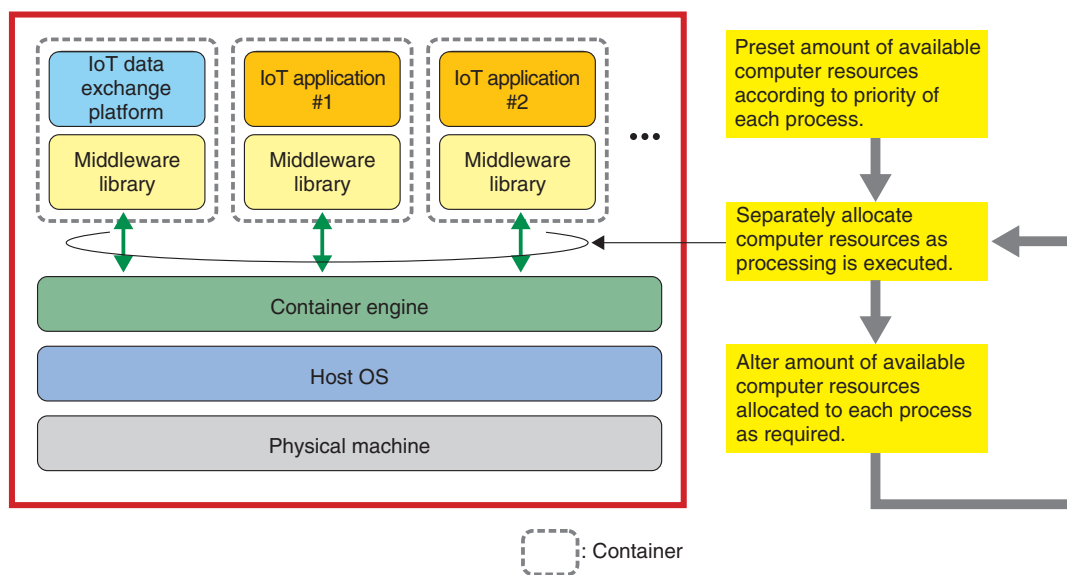 IoT data
exchange
platform
Middleware
library
IoT application
#1
Middleware
library
IoT application
#2
Middleware
library
•••
Container engine
Host OS
Physical machine
Preset amount of available
computer resources
according to priority of
each process.
Separately allocate
computer resources as
processing is executed.
Alter amount of available
computer resources
allocated to each process
as required.
: Container